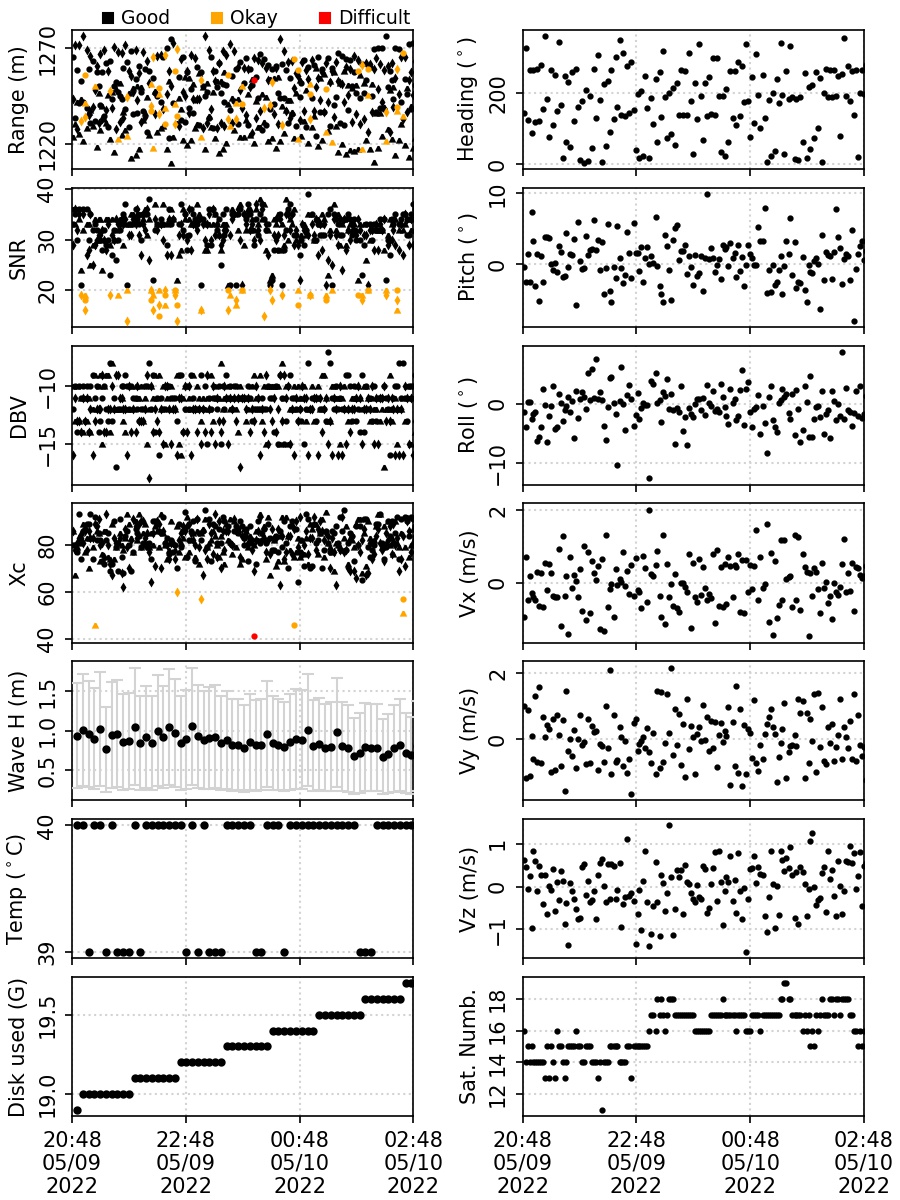 Good Okay Difficult
Range (m)
1270
1220
Heading (°)
200
0
SNR
40
30
20
Pitch (°)
10
0
DBV
−10
−15
Roll (°)
0
−10
Xc
80
60
40
Vx (m/s)
2
0
Wave H (m)
1.5
1.0
0.5
Vy (m/s)
2
0
Temp (°C)
40
39
Vz (m/s)
1
0
−1
Disk used (G)
19.5
19.0
Sat. Numb.
18
16
14
12
20:48 22:48 00:48 02:48 20:48 22:48 00:48 02:48
05/09 05/09 05/10 05/10 05/09 05/09 05/10 05/10
2022 2022 2022 2022 2022 2022 2022 2022